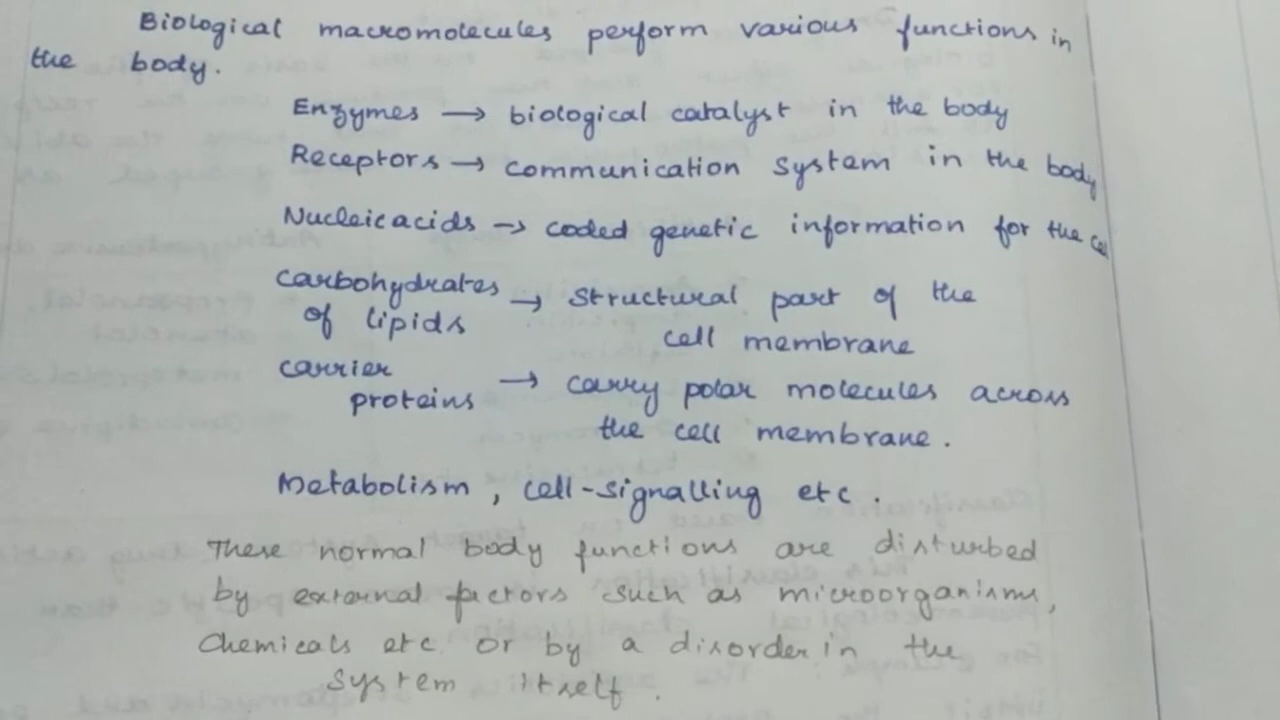 Biological macromolecules perform various functions in
the body.
Enzymes → biological catalyst in the body
Receptors → communication system in the body
Nucleic acids → coded genetic information for the cell
carbohydrates → structural part of the
of lipids cell membrane
carrier → carry polar molecules across
proteins the cell membrane.
Metabolism, cell-signalling etc.
These normal body functions are disturbed
by external factors such as microorganisms,
Chemicals etc or by a disorder in the
system itself.